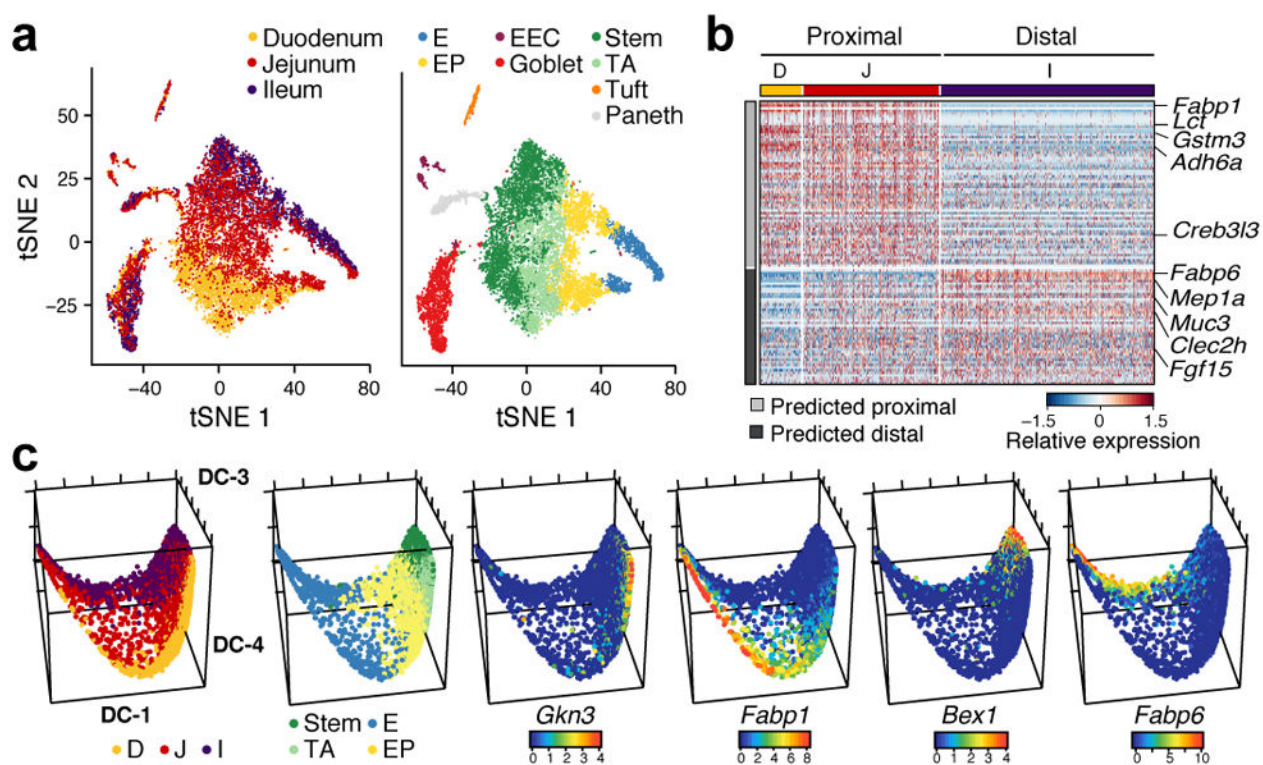 a
Duodenum
Jejunum
Ileum
E
EP
EEC
Goblet
Stem
TA
Tuft
Paneth
50
25
0
−25
tSNE 2
−40 0 40 80
tSNE 1
−40 0 40 80
tSNE 1
b
Proximal Distal
D J I
Fabp1
Lct
Gstm3
Adh6a
Creb3l3
Fabp6
Mep1a
Muc3
Clec2h
Fgf15
Predicted proximal
Predicted distal
−1.5 0 1.5
Relative expression
c
DC-3
DC-4
DC-1
D J I
Stem E
TA EP
Gkn3
0 1 2 3 4
Fabp1
0 2 4 6 8
Bex1
0 1 2 3 4
Fabp6
0 5 10